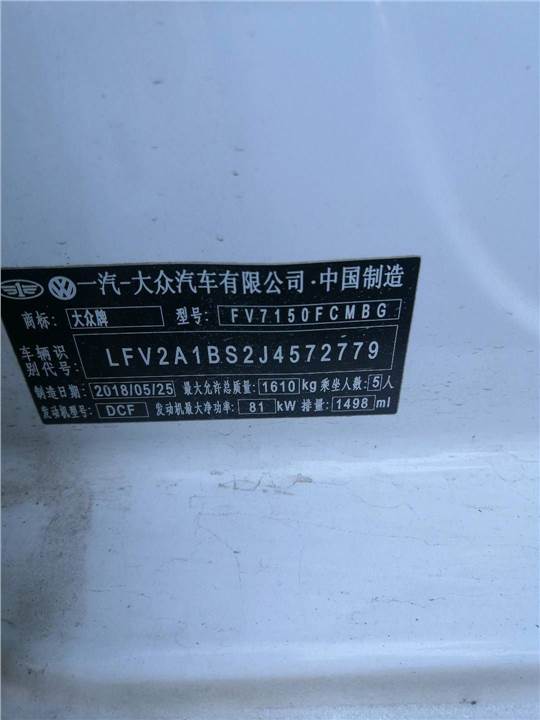 一汽-大众汽车有限公司·中国制造
商标: 大众牌 型号: FV7150FCMBG
车辆识别代号: LFV2A1BS2J4572779
制造日期: 2018/05/25 最大允许总质量: 1610 kg 乘坐人数: 5 人
发动机型号: DCF 发动机最大净功率: 81 kW 排量: 1498 ml